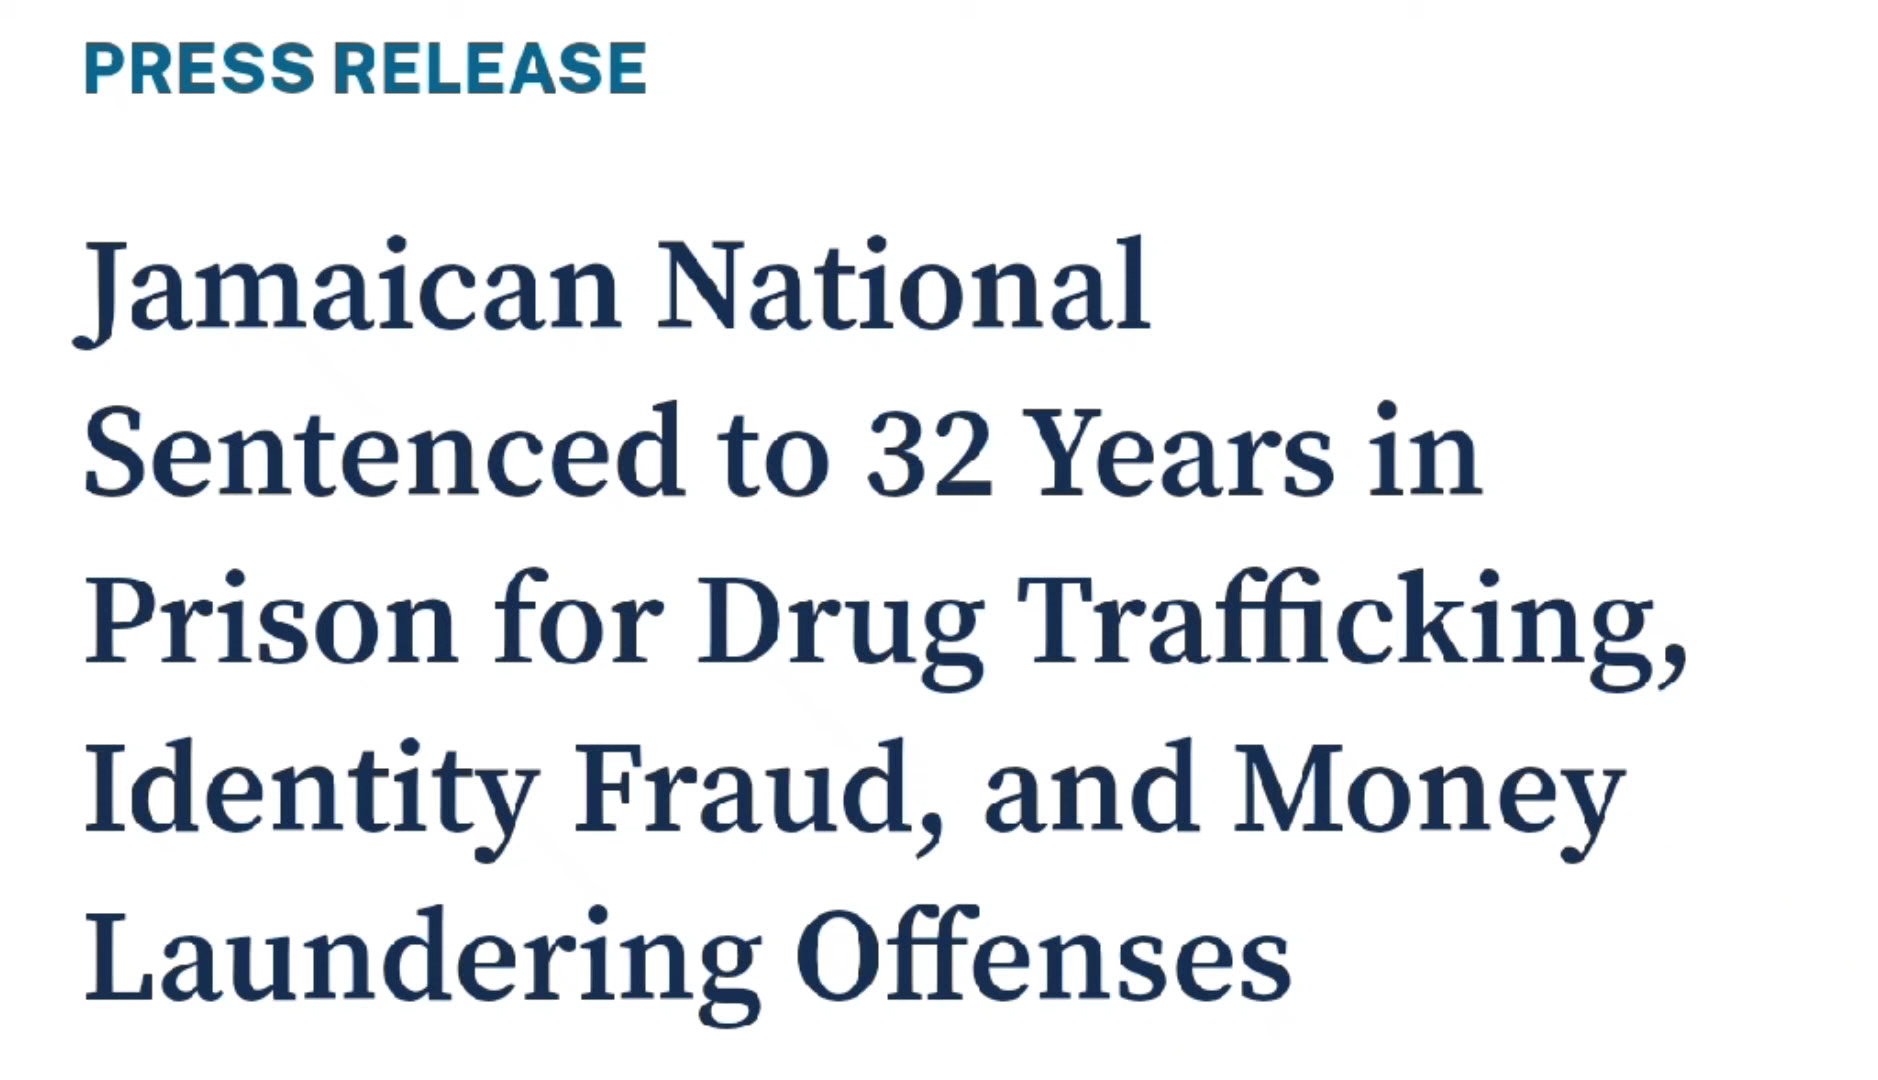 PRESS RELEASE
Jamaican National
Sentenced to 32 Years in
Prison for Drug Trafficking,
Identity Fraud, and Money
Laundering Offenses